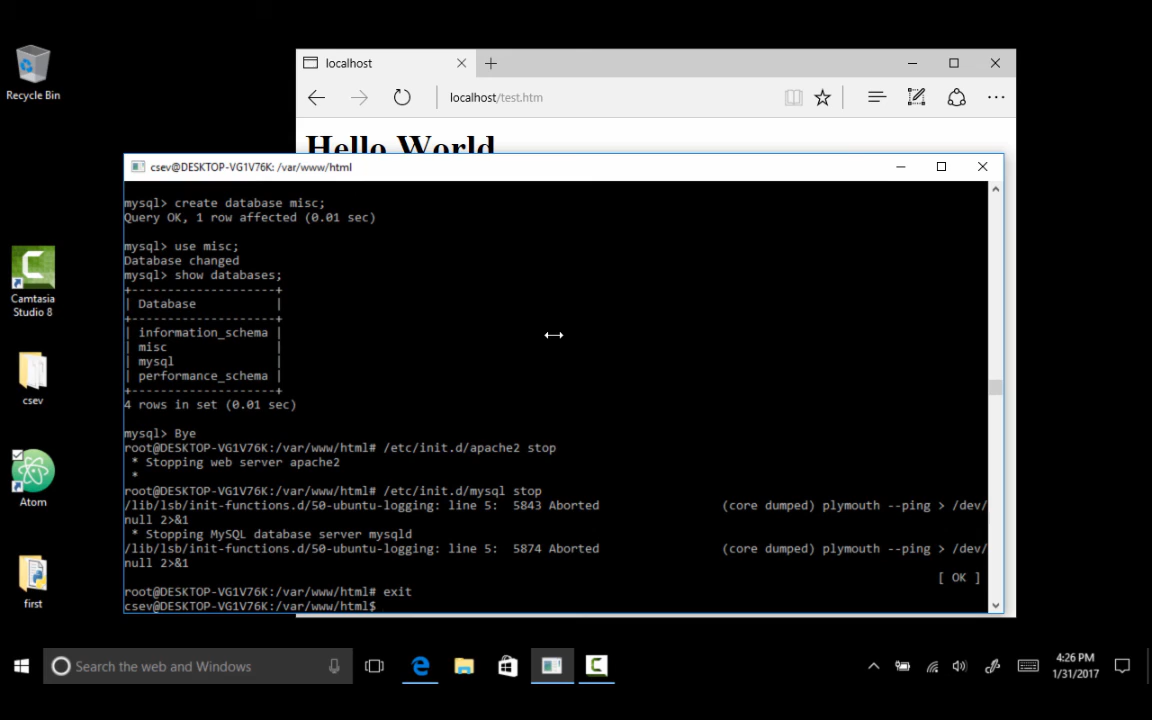 Recycle Bin
Camtasia
Studio 8
csev
Atom
first
localhost
localhost/test.htm
Hello World
csev@DESKTOP-VG1V76K: /var/www/html
mysql> create database misc;
Query OK, 1 row affected (0.01 sec)
mysql> use misc;
Database changed
mysql> show databases;
+--------------------+
| Database           |
+--------------------+
| information_schema |
| misc               |
| mysql              |
| performance_schema |
+--------------------+
4 rows in set (0.01 sec)
mysql> Bye
root@DESKTOP-VG1V76K:/var/www/html# /etc/init.d/apache2 stop
* Stopping web server apache2
*
root@DESKTOP-VG1V76K:/var/www/html# /etc/init.d/mysql stop
/lib/lsb/init-functions.d/50-ubuntu-logging: line 5:  5843 Aborted                 (core dumped) plymouth --ping > /dev/
null 2>&1
* Stopping MySQL database server mysqld
/lib/lsb/init-functions.d/50-ubuntu-logging: line 5:  5874 Aborted                 (core dumped) plymouth --ping > /dev/
null 2>&1
[ OK ]
root@DESKTOP-VG1V76K:/var/www/html# exit
csev@DESKTOP-VG1V76K:/var/www/html$
Search the web and Windows
4:26 PM
1/31/2017